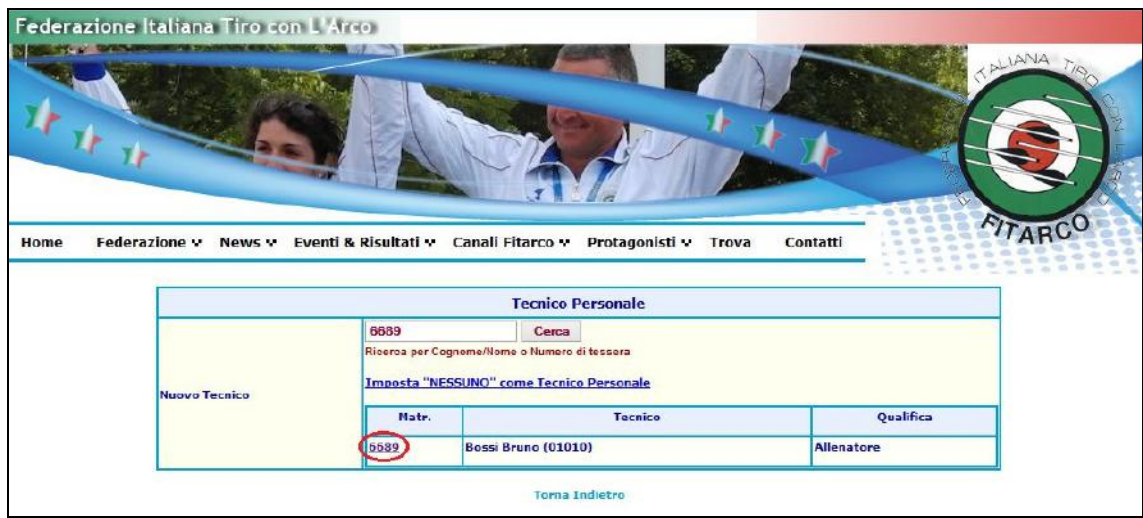 Federazione Italiana Tiro con L'Arco
ITALIANA TIRO CON L'ARCO
FITARCO
Home Federazione News Eventi & Risultati Canali Fitarco Protagonisti Trova Contatti
Tecnico Personale
6689 Cerca
Ricerca per Cognome/Nome o Numero di tessera
Imposta "NESSUNO" come Tecnico Personale
Nuovo Tecnico
Matr. Tecnico Qualifica
6689 Bossi Bruno (01010) Allenatore
Torna Indietro